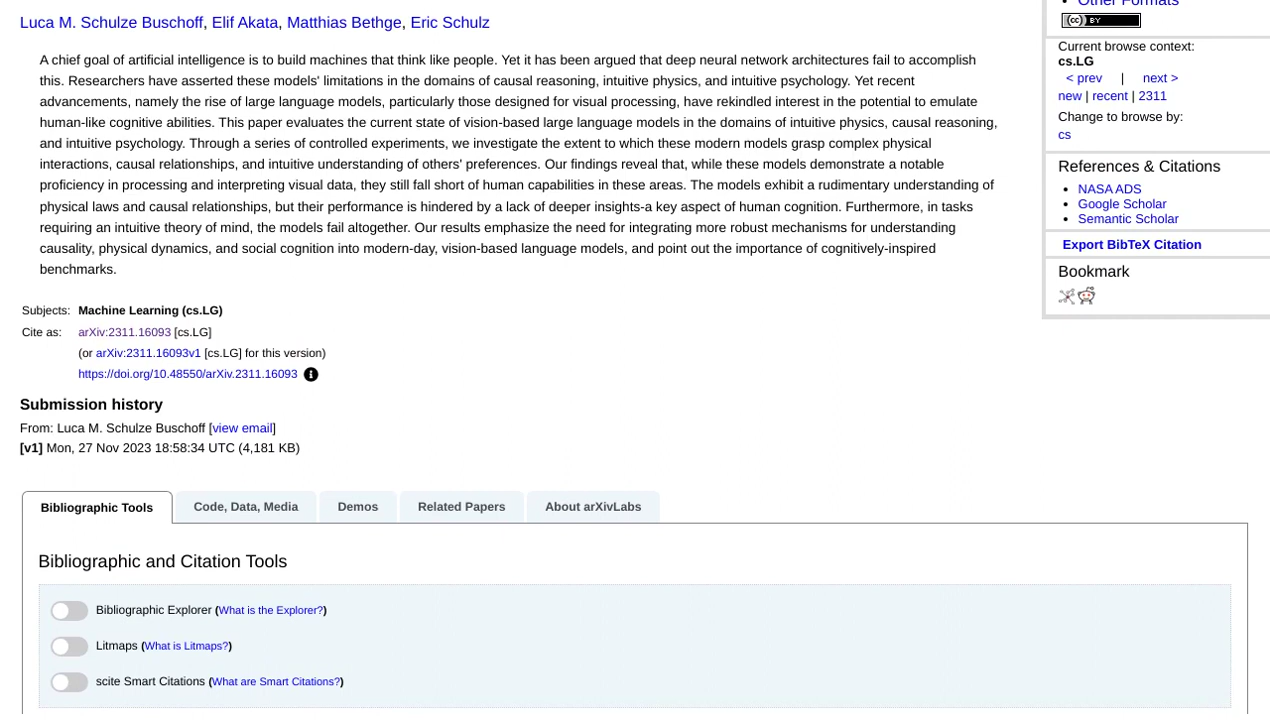 Luca M. Schulze Buschoff, Elif Akata, Matthias Bethge, Eric Schulz
A chief goal of artificial intelligence is to build machines that think like people. Yet it has been argued that deep neural network architectures fail to accomplish
this. Researchers have asserted these models' limitations in the domains of causal reasoning, intuitive physics, and intuitive psychology. Yet recent
advancements, namely the rise of large language models, particularly those designed for visual processing, have rekindled interest in the potential to emulate
human-like cognitive abilities. This paper evaluates the current state of vision-based large language models in the domains of intuitive physics, causal reasoning,
and intuitive psychology. Through a series of controlled experiments, we investigate the extent to which these modern models grasp complex physical
interactions, causal relationships, and intuitive understanding of others' preferences. Our findings reveal that, while these models demonstrate a notable
proficiency in processing and interpreting visual data, they still fall short of human capabilities in these areas. The models exhibit a rudimentary understanding of
physical laws and causal relationships, but their performance is hindered by a lack of deeper insights-a key aspect of human cognition. Furthermore, in tasks
requiring an intuitive theory of mind, the models fail altogether. Our results emphasize the need for integrating more robust mechanisms for understanding
causality, physical dynamics, and social cognition into modern-day, vision-based language models, and point out the importance of cognitively-inspired
benchmarks.
Subjects: Machine Learning (cs.LG)
Cite as: arXiv:2311.16093 [cs.LG]
(or arXiv:2311.16093v1 [cs.LG] for this version)
https://doi.org/10.48550/arXiv.2311.16093
Submission history
From: Luca M. Schulze Buschoff [view email]
[v1] Mon, 27 Nov 2023 18:58:34 UTC (4,181 KB)
Bibliographic Tools Code, Data, Media Demos Related Papers About arXivLabs
Bibliographic and Citation Tools
Bibliographic Explorer (What is the Explorer?)
Litmaps (What is Litmaps?)
scite Smart Citations (What are Smart Citations?)
Other Formats
(cc) BY
Current browse context:
cs.LG
< prev | next >
new | recent | 2311
Change to browse by:
cs
References & Citations
NASA ADS
Google Scholar
Semantic Scholar
Export BibTeX Citation
Bookmark